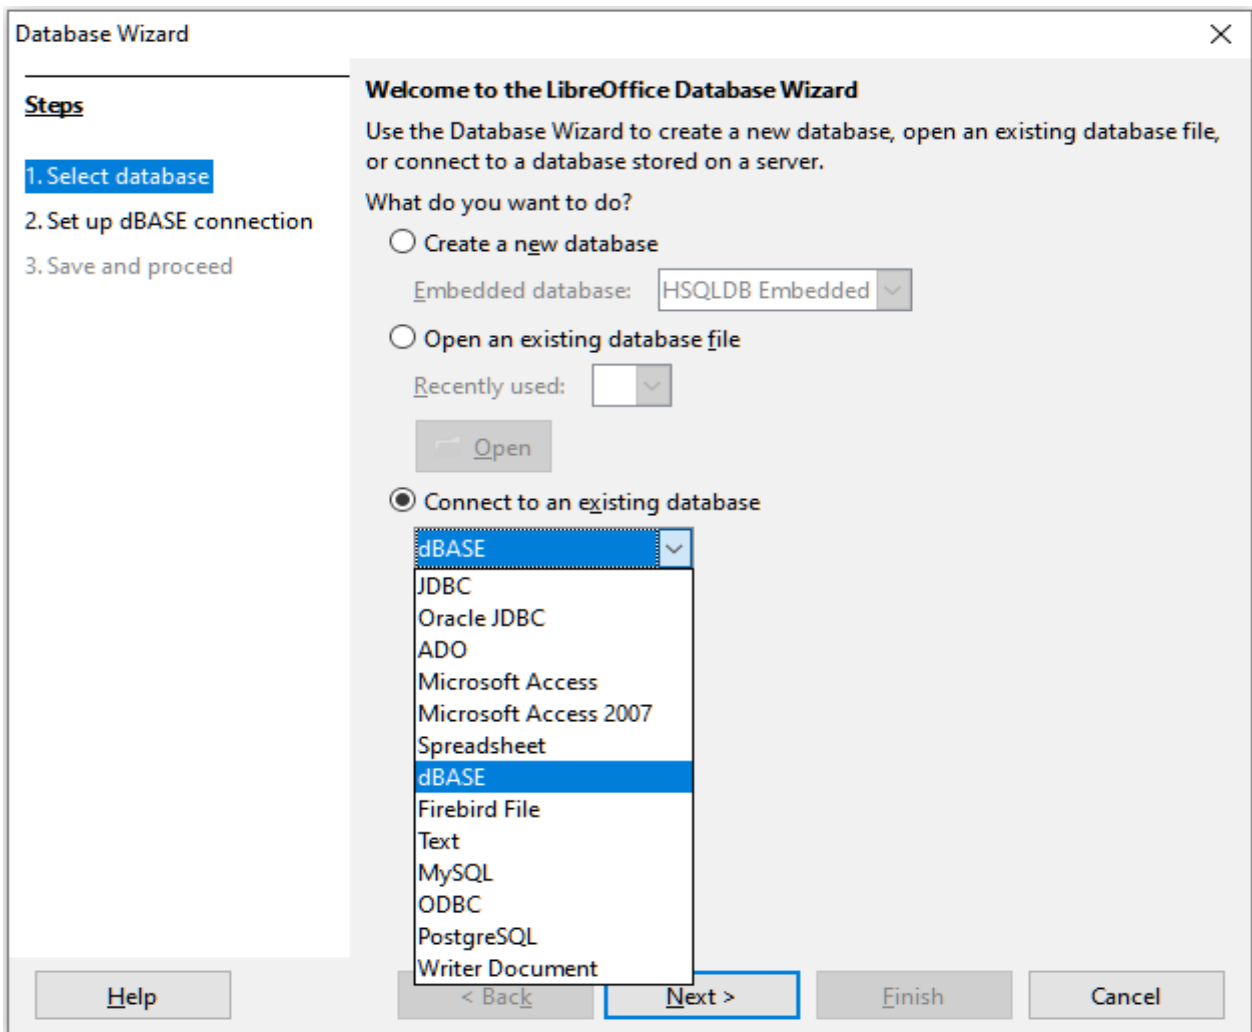 Database Wizard
Steps
1. Select database
2. Set up dBASE connection
3. Save and proceed
Welcome to the LibreOffice Database Wizard
Use the Database Wizard to create a new database, open an existing database file,
or connect to a database stored on a server.
What do you want to do?
Create a new database
Embedded database: HSQLDB Embedded
Open an existing database file
Recently used:
Open
Connect to an existing database
dBASE
JDBC
Oracle JDBC
ADO
Microsoft Access
Microsoft Access 2007
Spreadsheet
dBASE
Firebird File
Text
MySQL
ODBC
PostgreSQL
Writer Document
Help
< Back
Next >
Finish
Cancel